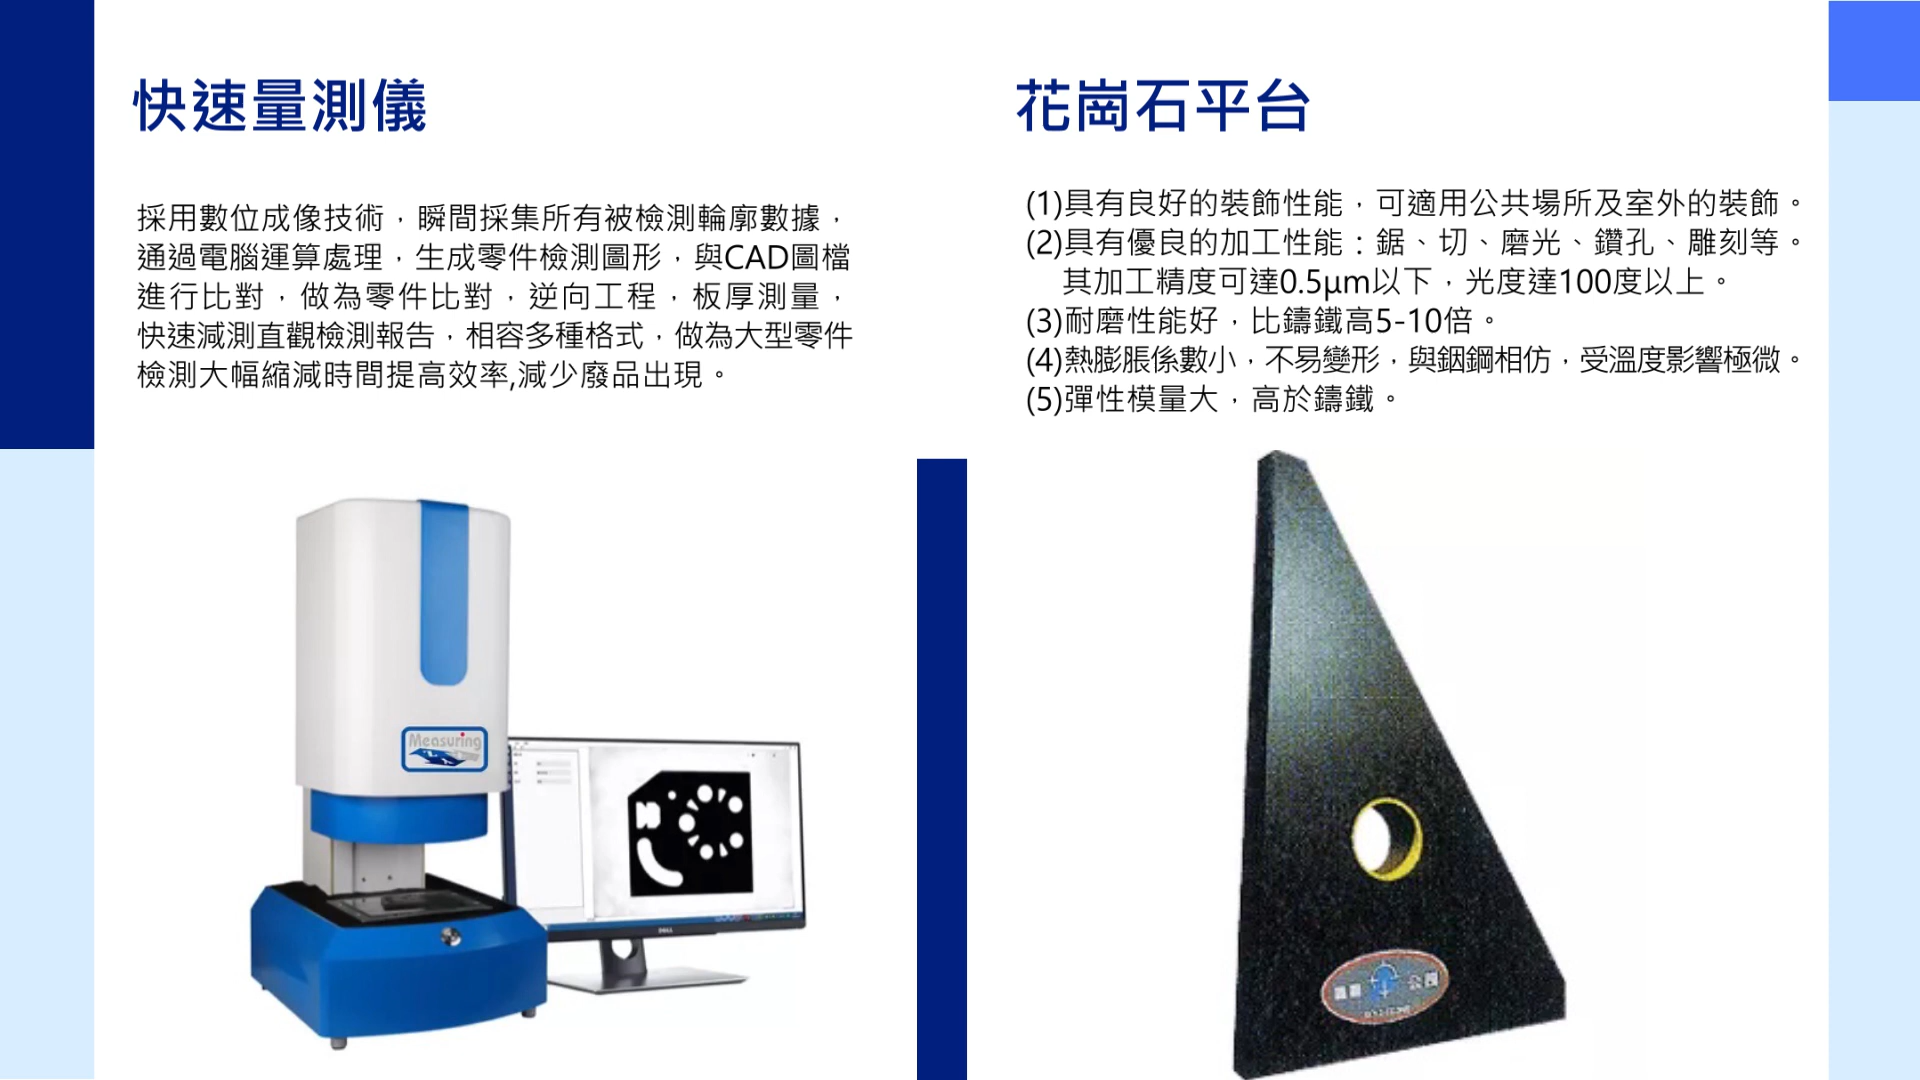 快速量測儀
採用數位成像技術，瞬間採集所有被檢測輪廓數據，
通過電腦運算處理，生成零件檢測圖形，與CAD圖檔
進行比對，做為零件比對，逆向工程，板厚測量，
快速減測直觀檢測報告，相容多種格式，做為大型零件
檢測大幅縮減時間提高效率,減少廢品出現。
Measuring
DELL
花崗石平台
(1)具有良好的裝飾性能，可適用公共場所及室外的裝飾。
(2)具有優良的加工性能：鋸、切、磨光、鑽孔、雕刻等。
其加工精度可達0.5μm以下，光度達100度以上。
(3)耐磨性能好，比鑄鐵高5-10倍。
(4)熱膨脹係數小，不易變形，與銦鋼相仿，受溫度影響極微。
(5)彈性模量大，高於鑄鐵。